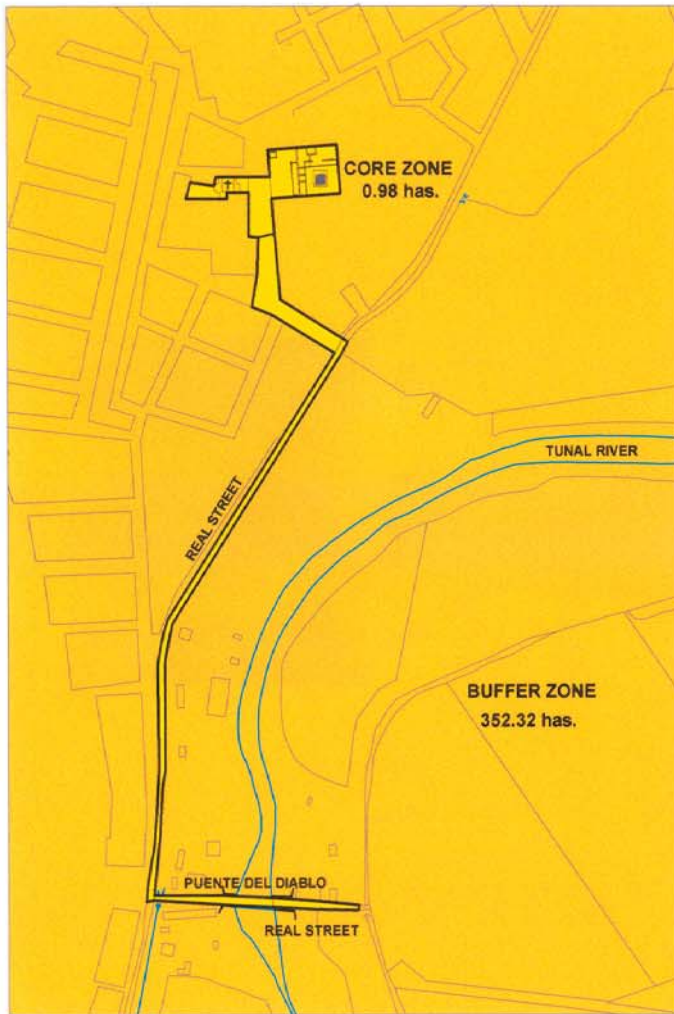 CORE ZONE
0.98 has.
TUNAL RIVER
REAL STREET
BUFFER ZONE
352.32 has.
PUENTE DEL DIABLO
REAL STREET